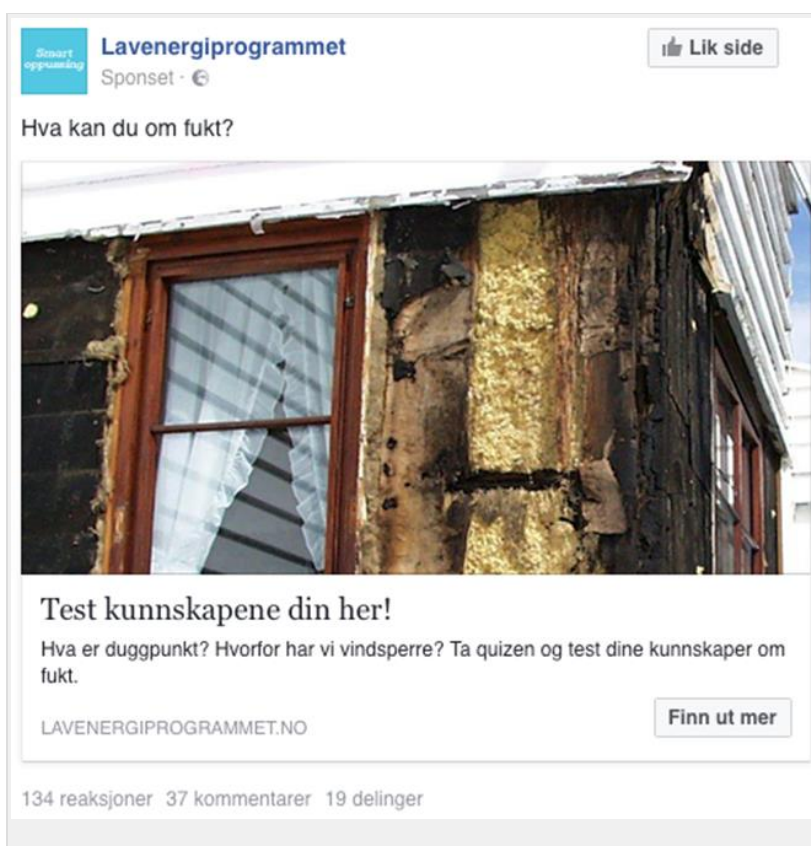 Smart
oppussing
Lavenergiprogrammet
Lik side
Sponset ·
Hva kan du om fukt?
Test kunnskapene din her!
Hva er duggpunkt? Hvorfor har vi vindsperre? Ta quizen og test dine kunnskaper om
fukt.
Finn ut mer
LAVENERGIPROGRAMMET.NO
134 reaksjoner 37 kommentarer 19 delinger